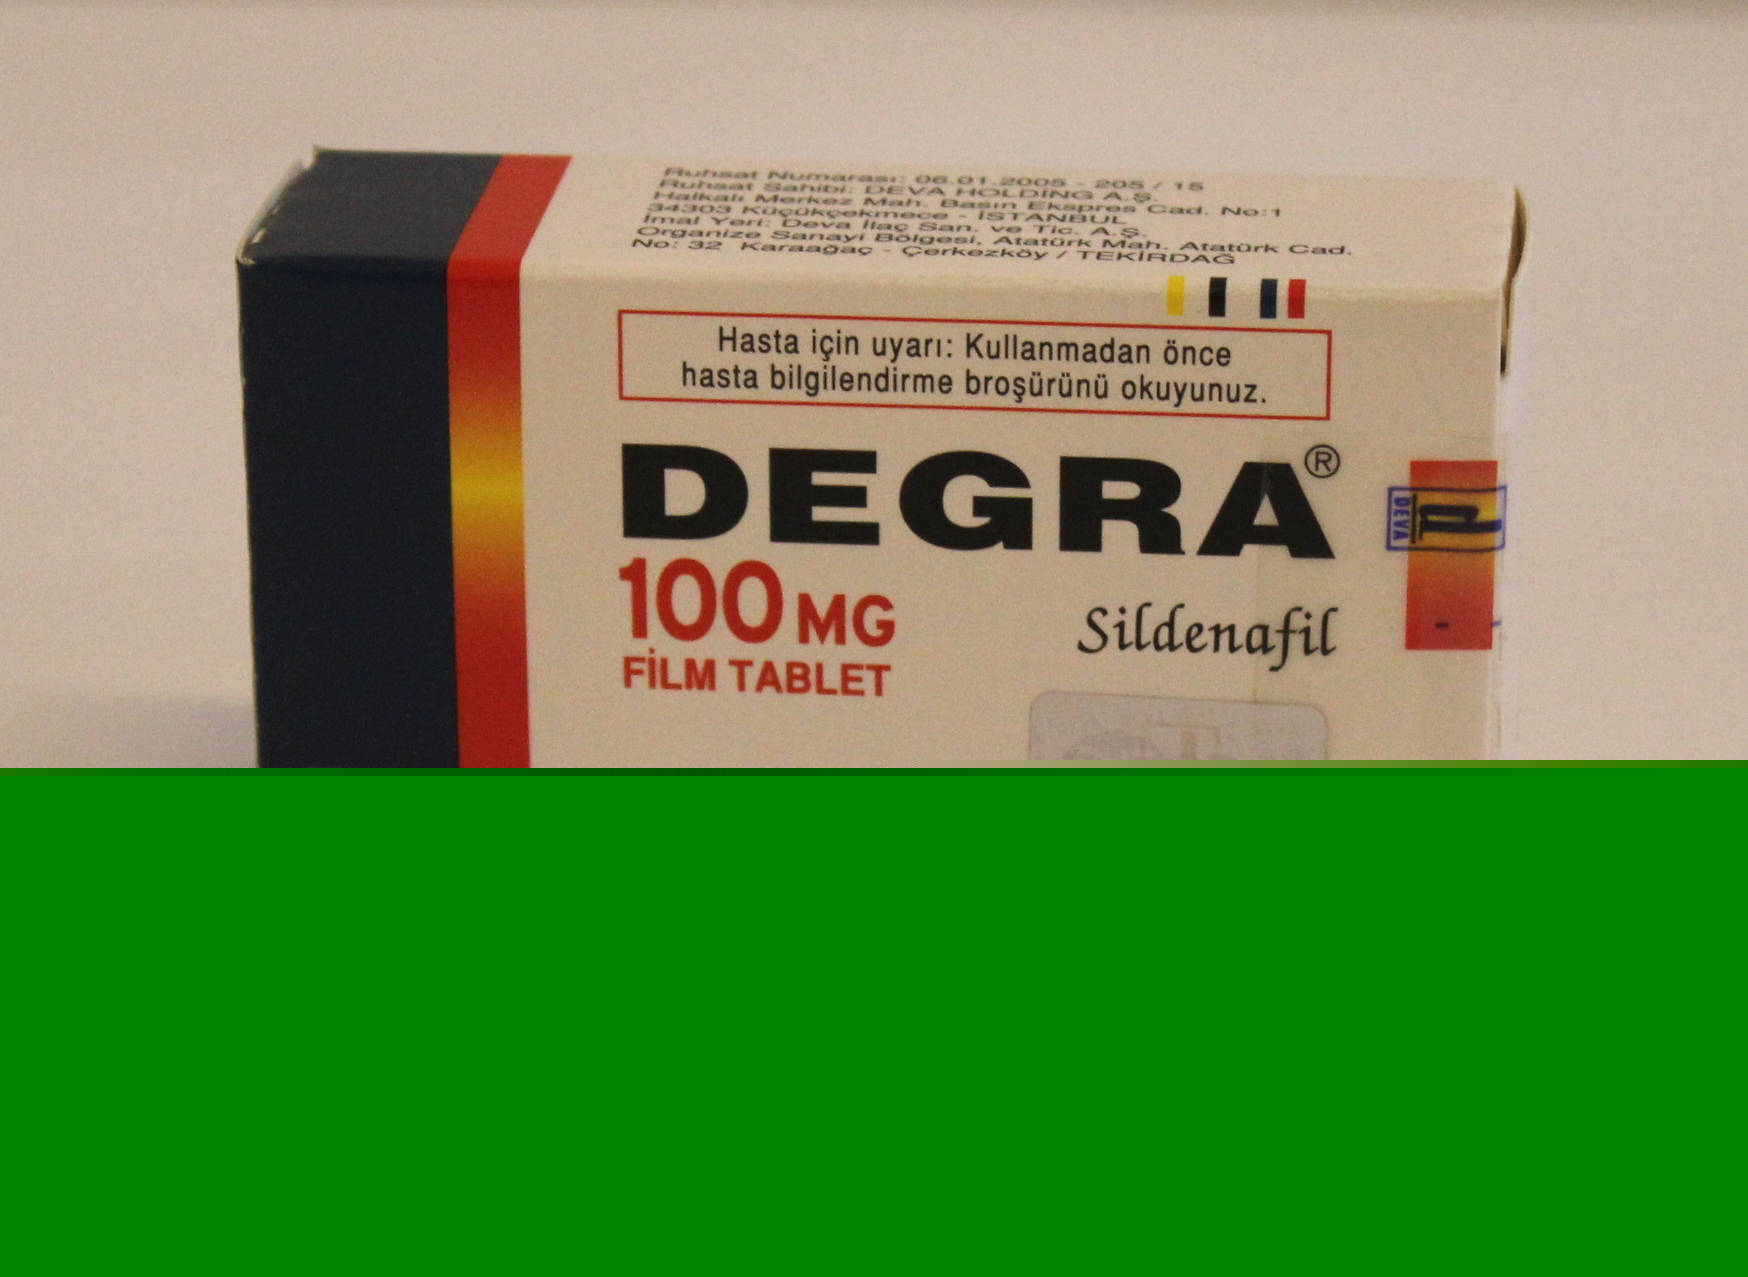 Ruhsat Numarası: 06.01.2005 - 205 / 15
Ruhsat Sahibi: DEVA HOLDİNG A.Ş.
Halkalı Merkez Mah. Basın Ekspres Cad. No:1
34303 Küçükçekmece - İSTANBUL
İmal Yeri: Deva İlaç San. ve Tic. A.Ş.
Organize Sanayi Bölgesi, Atatürk Mah. Atatürk Cad.
No: 32 Karaağaç - Çerkezköy / TEKİRDAĞ
Hasta için uyarı: Kullanmadan önce
hasta bilgilendirme broşürünü okuyunuz.
DEGRA®
100 MG
FİLM TABLET
Sildenafil
d
DEVA